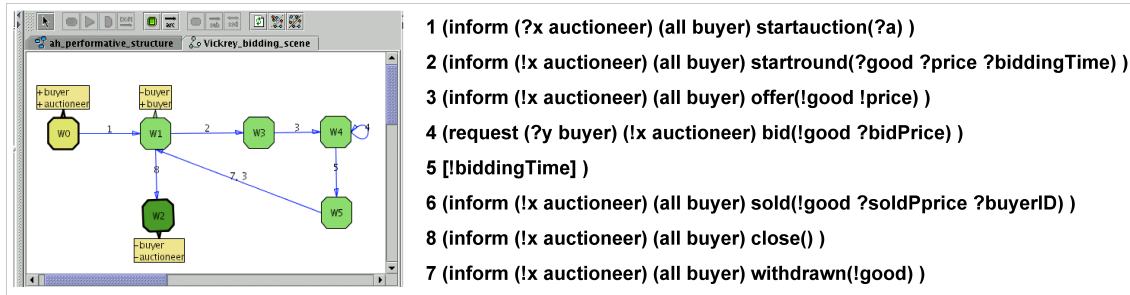 EXIT
arc
sub
snd
ah_performative_structure
Vickrey_bidding_scene
+buyer
+auctioneer
-buyer
+buyer
W0
1
W1
2
W3
3
W4
4
8
7, 3
5
W2
W5
-buyer
-auctioneer
1 (inform (?x auctioneer) (all buyer) startauction(?a) )
2 (inform (!x auctioneer) (all buyer) startround(?good ?price ?biddingTime) )
3 (inform (!x auctioneer) (all buyer) offer(!good !price) )
4 (request (?y buyer) (!x auctioneer) bid(!good ?bidPrice) )
5 [!biddingTime] )
6 (inform (!x auctioneer) (all buyer) sold(!good ?soldPprice ?buyerID) )
8 (inform (!x auctioneer) (all buyer) close() )
7 (inform (!x auctioneer) (all buyer) withdrawn(!good) )